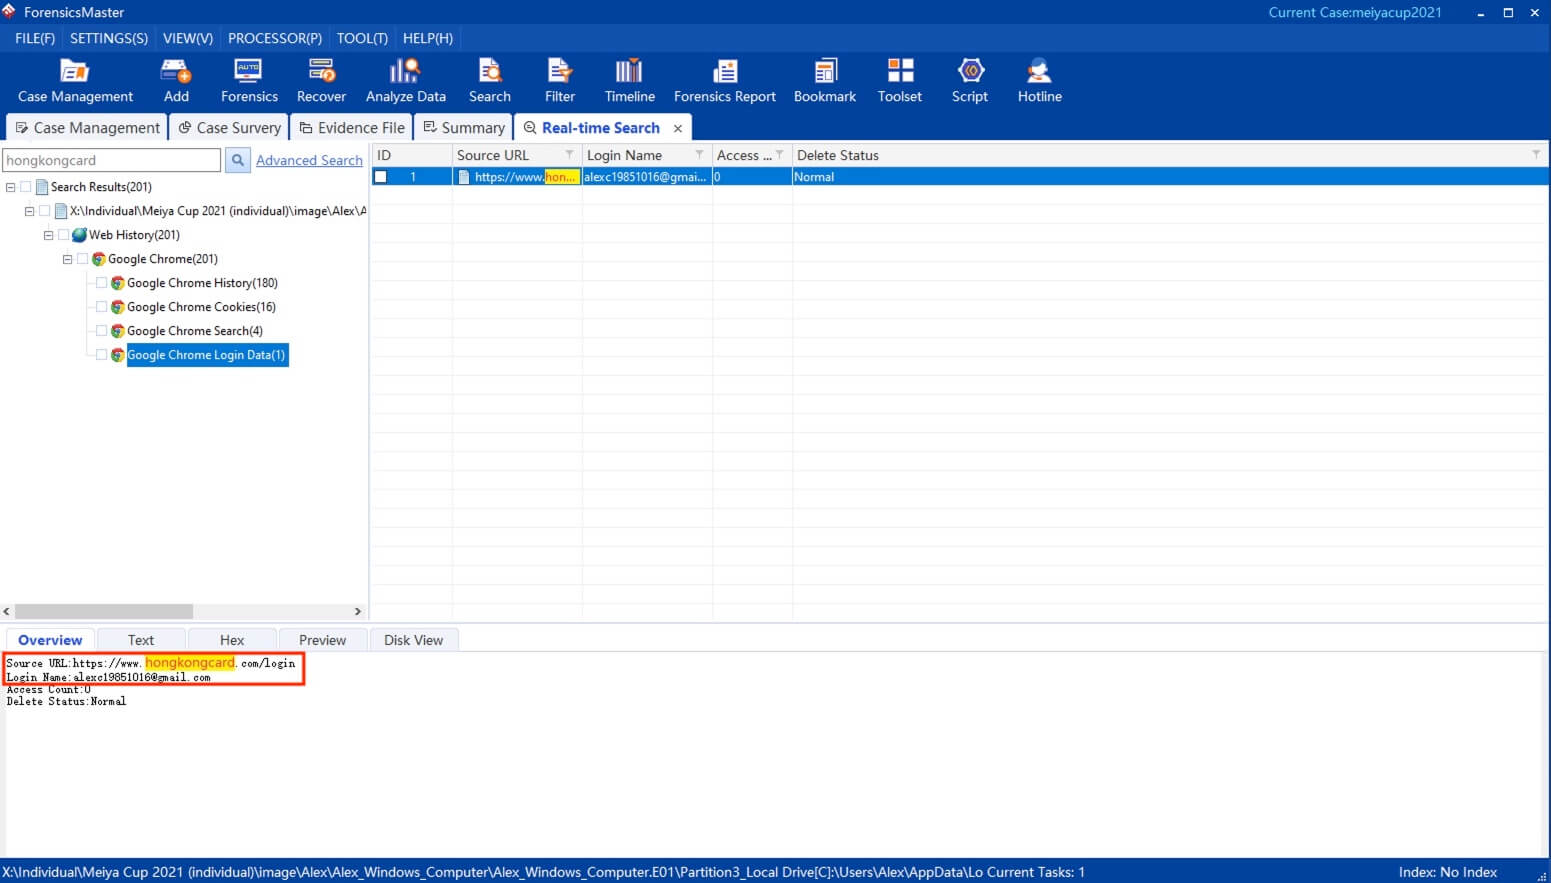 ForensicsMaster
Current Case:meiyacup2021
FILE(F) SETTINGS(S) VIEW(V) PROCESSOR(P) TOOL(T) HELP(H)
AUTO
Case Management Add Forensics Recover Analyze Data Search Filter Timeline Forensics Report Bookmark Toolset Script Hotline
Case Management Case Survery Evidence File Summary Real-time Search
hongkongcard Advanced Search
ID Source URL Login Name Access ... Delete Status
1 https://www.hon... alexc19851016@gmai... 0 Normal
Search Results(201)
X:\Individual\Meiya Cup 2021 (individual)\image\Alex\A
Web History(201)
Google Chrome(201)
Google Chrome History(180)
Google Chrome Cookies(16)
Google Chrome Search(4)
Google Chrome Login Data(1)
Overview Text Hex Preview Disk View
Source URL:https://www.hongkongcard.com/login
Login Name:alexc19851016@gmail.com
Access Count:0
Delete Status:Normal
X:\Individual\Meiya Cup 2021 (individual)\image\Alex\Alex_Windows_Computer\Alex_Windows_Computer.E01\Partition3_Local Drive[C]:\Users\Alex\AppData\Lo Current Tasks: 1
Index: No Index